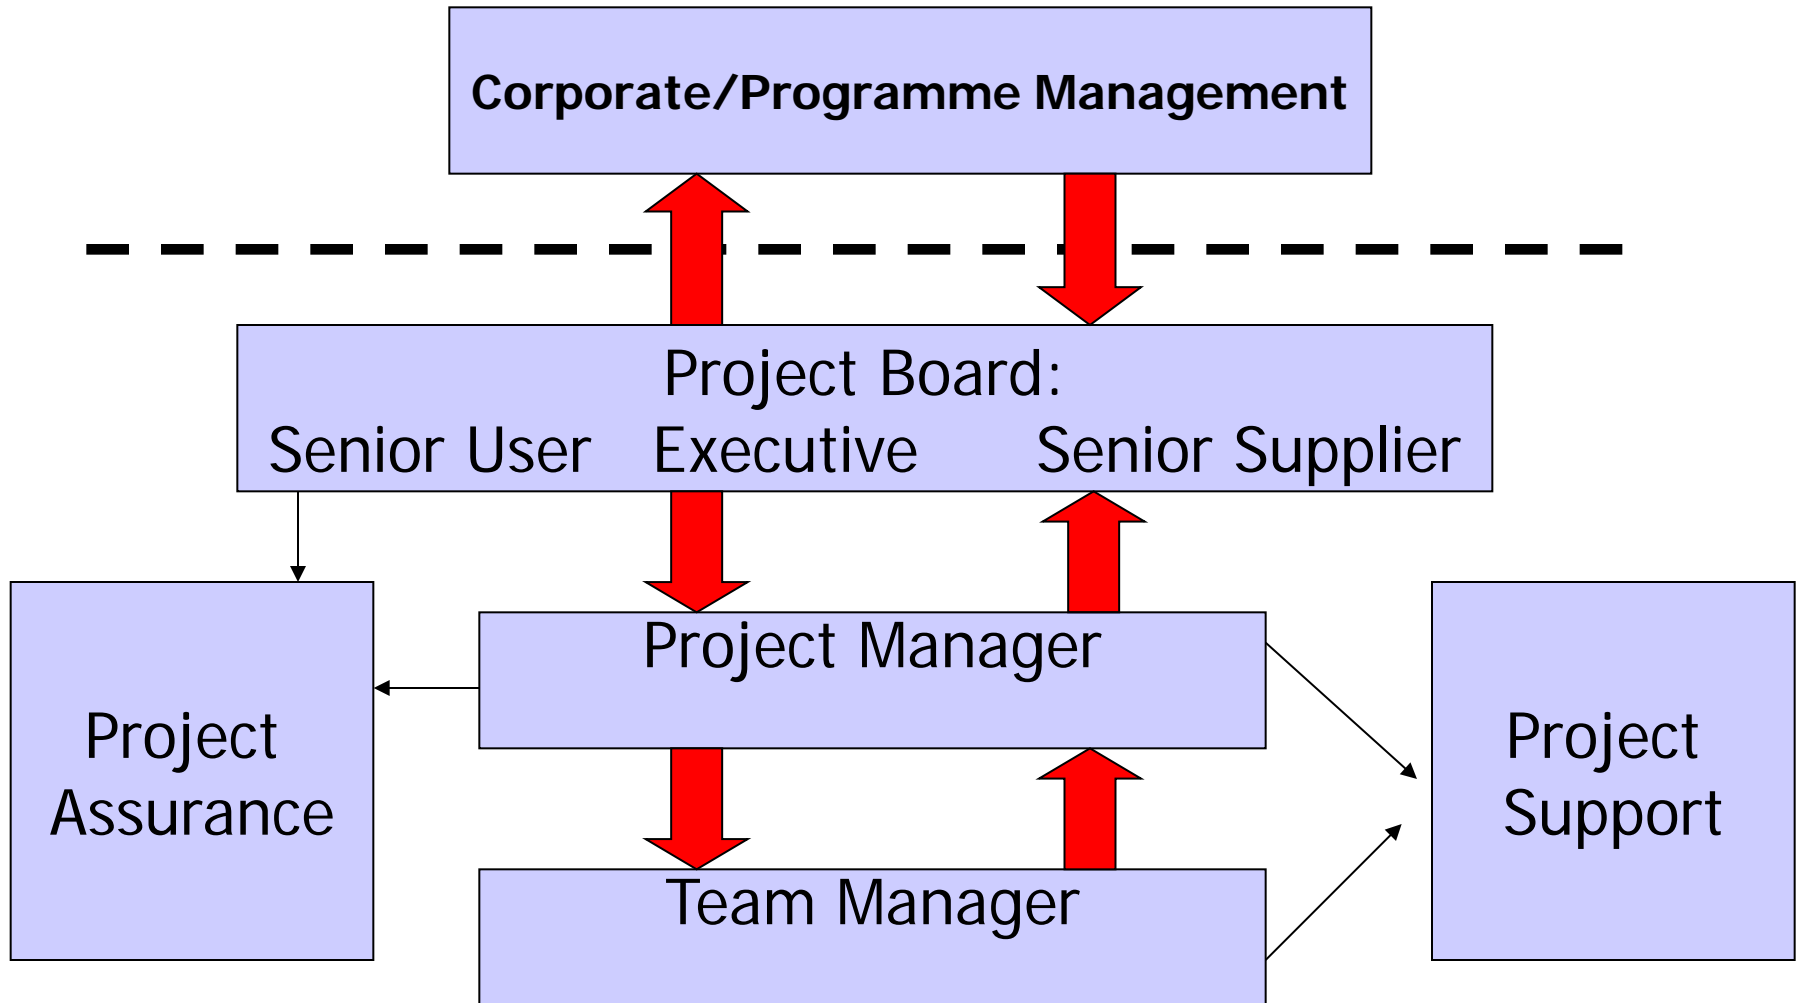 Corporate/Programme Management
Project Board:
Senior User Executive Senior Supplier
Project Manager
Project
Assurance
Project
Support
Team Manager